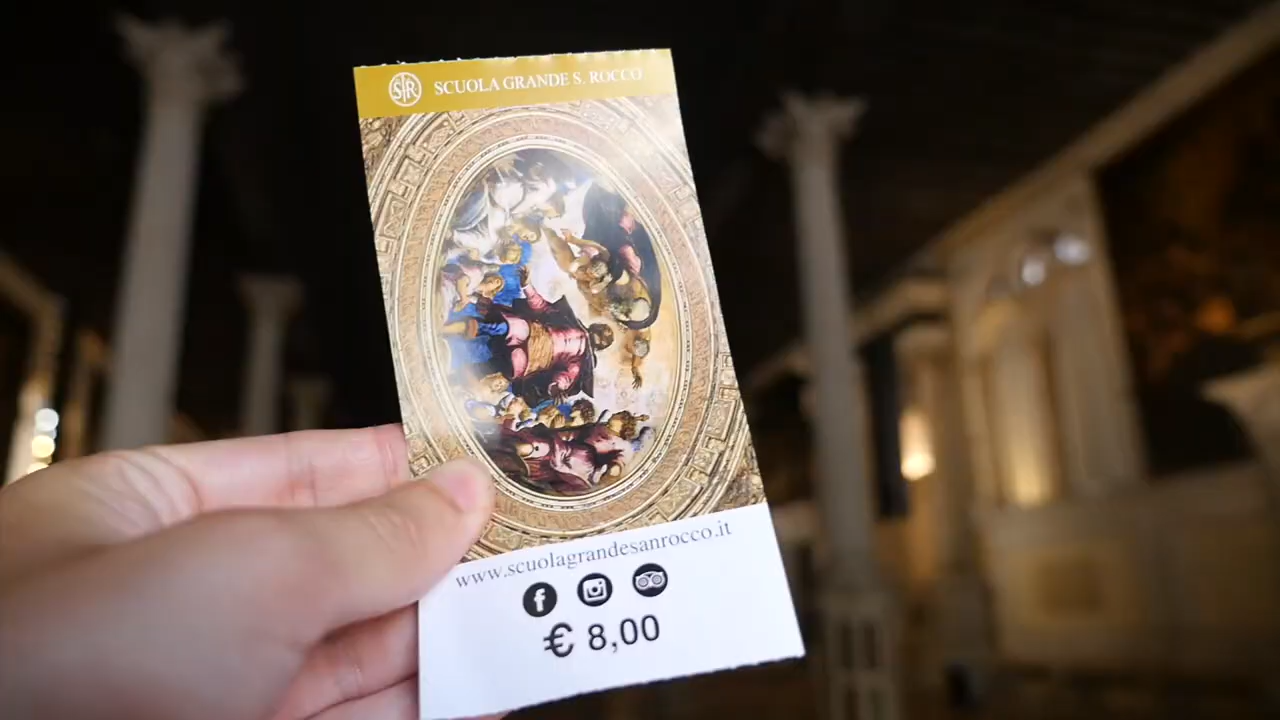 SR SCUOLA GRANDE S. ROCCO
www.scuolagrandesanrocco.it
f
€ 8,00